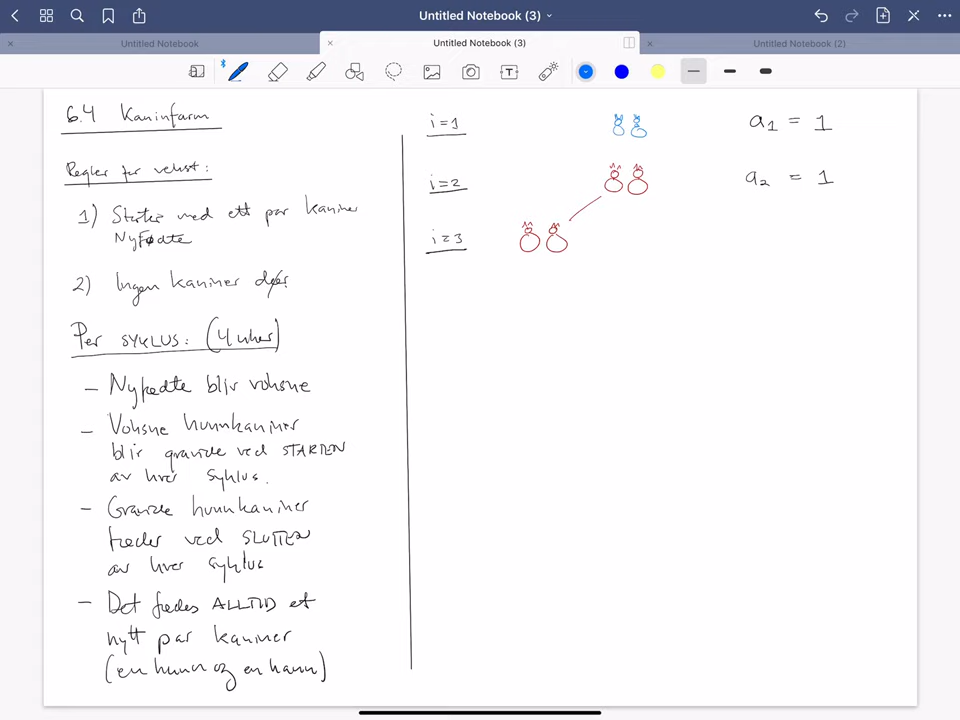 Untitled Notebook (3)
Untitled Notebook
Untitled Notebook (3)
Untitled Notebook (2)
6.4 Kaninfarm
Regler for vekst:
1) Starter med ett par kaniner
Nyfødte
2) Ingen kaniner dør
Per SYKLUS: (4 uker)
- Nyfødte blir voksne
- Voksne hunnkaniner
blir gravide ved STARTEN
av hver syklus.
- Gravide hunnkaniner
føder ved SLUTTEN
av hver syklus
- Det fødes ALLTID et
nytt par kaniner
(en hunn og en hann)
i=1
a1 = 1
i=2
a2 = 1
i=3